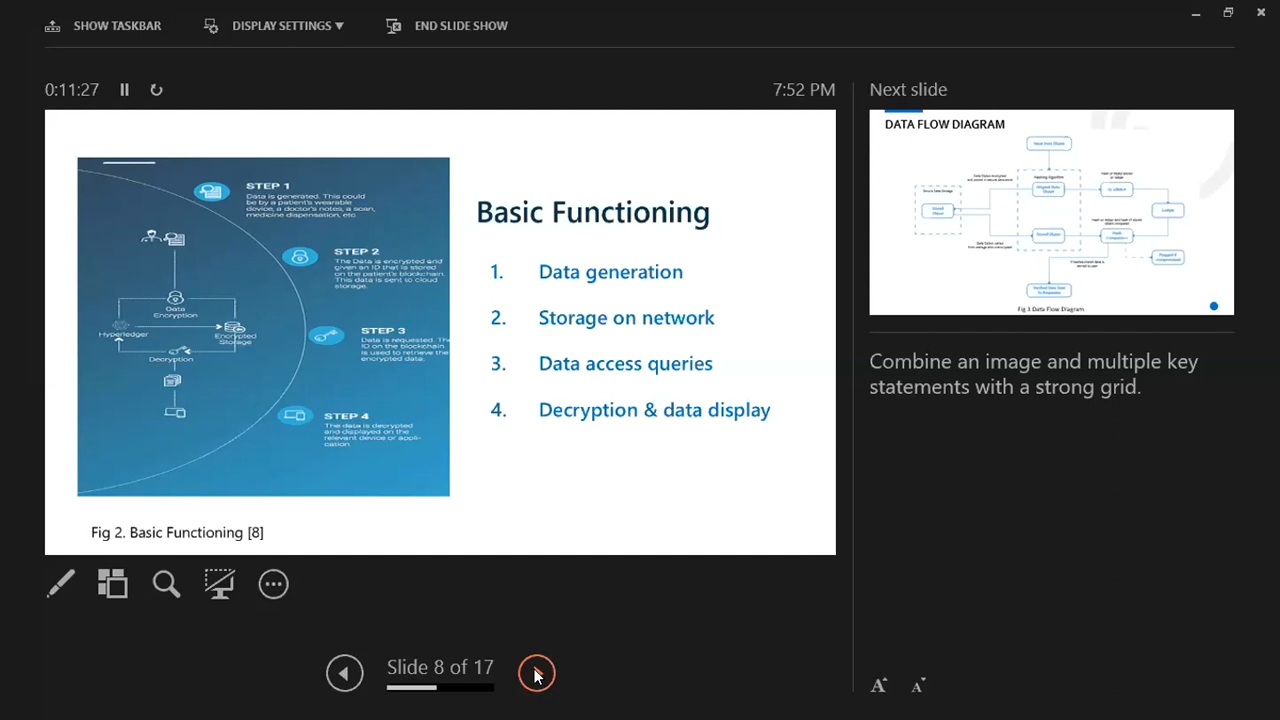 SHOW TASKBAR
DISPLAY SETTINGS
END SLIDE SHOW
0:11:27
7:52 PM
STEP 1
Data is generated. This could
be by a patient's wearable
device, a doctor's notes, a scan,
medicine dispensation, etc.
STEP 2
The Data is encrypted and
given an ID that is stored
on the patient's blockchain.
This data is sent to cloud
storage.
Data
Encryption
Hyperledger
Encrypted
Storage
Decryption
STEP 3
Data is requested. Th
ID on the blockchain
is used to retrieve the
encrypted data.
STEP 4
The data is decrypted
and displayed on the
relevant device or appli-
cation
Basic Functioning
1. Data generation
2. Storage on network
3. Data access queries
4. Decryption & data display
Fig 2. Basic Functioning [8]
Slide 8 of 17
Next slide
DATA FLOW DIAGRAM
Hashing Algorithm
Ledger
Fig 3 Data Flow Diagram
Combine an image and multiple key
statements with a strong grid.
A A